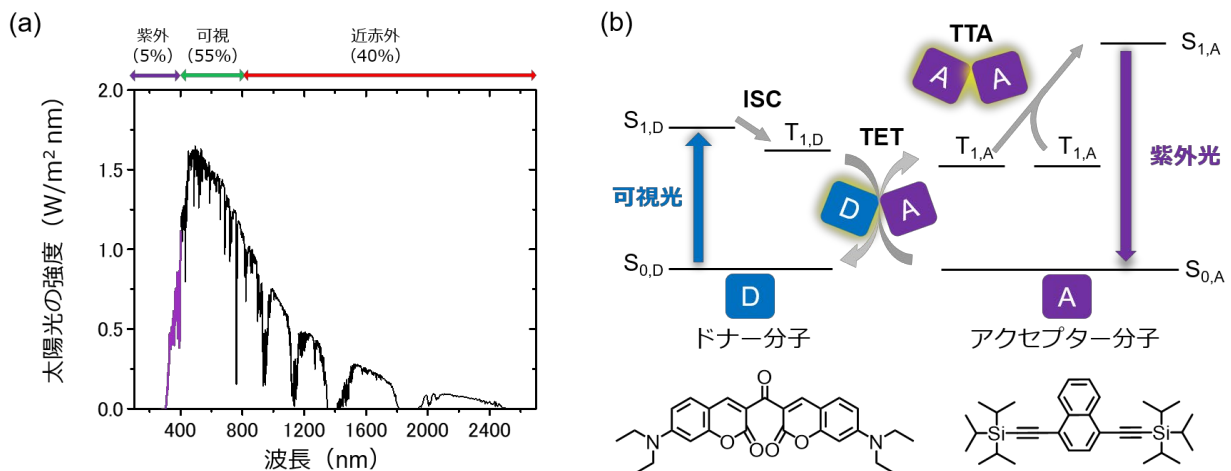 (a)
紫外
(5%)
可視
(55%)
近赤外
(40%)
太陽光の強度 (W/m² nm)
2.0
1.5
1.0
0.5
0.0
400 800 1200 1600 2000 2400
波長 (nm)
(b)
TTA
A A
S1,A
ISC
S1,D
T1,D
TET
T1,A T1,A
紫外光
可視光
D A
S0,D
S0,A
D
A
ドナー分子
アクセプター分子
O
N O O O O N
Si Si